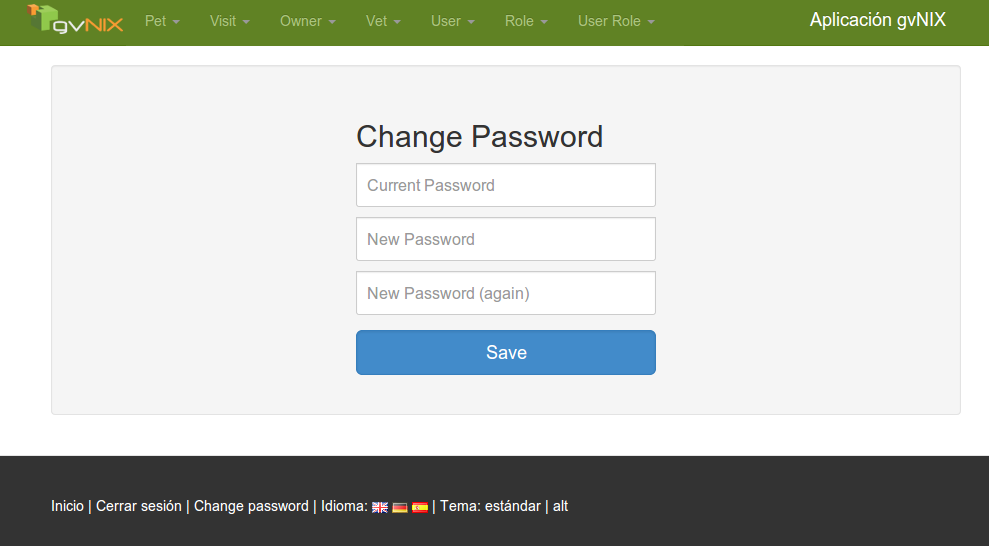 gvNIX Pet Visit Owner Vet User Role User Role Aplicación gvNIX
Change Password
Current Password
New Password
New Password (again)
Save
Inicio | Cerrar sesión | Change password | Idioma: | Tema: estándar | alt